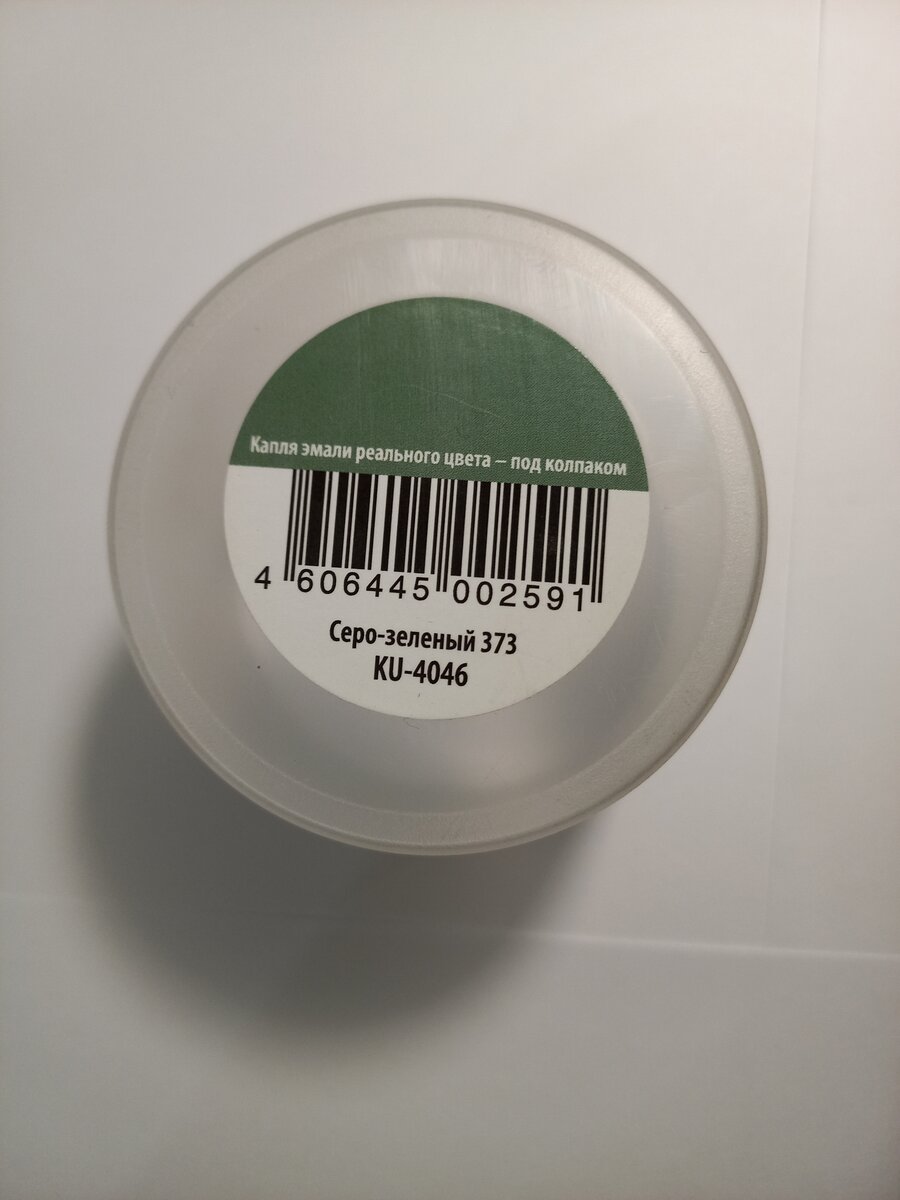 Капля эмали реального цвета – под колпаком
4 606445 002591
Серо-зеленый 373
KU-4046